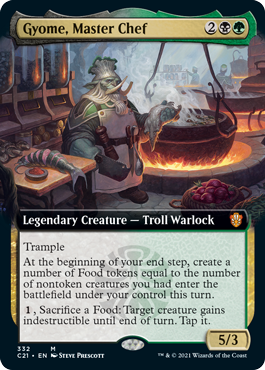 Gyome, Master Chef 2
Legendary Creature — Troll Warlock
Trample
At the beginning of your end step, create a
number of Food tokens equal to the number
of nontoken creatures you had enter the
battlefield under your control this turn.
1, Sacrifice a Food: Target creature gains
indestructible until end of turn. Tap it.
332 M
C21 • EN STEVE PRESCOTT
5/3
™ & © 2021 Wizards of the Coast